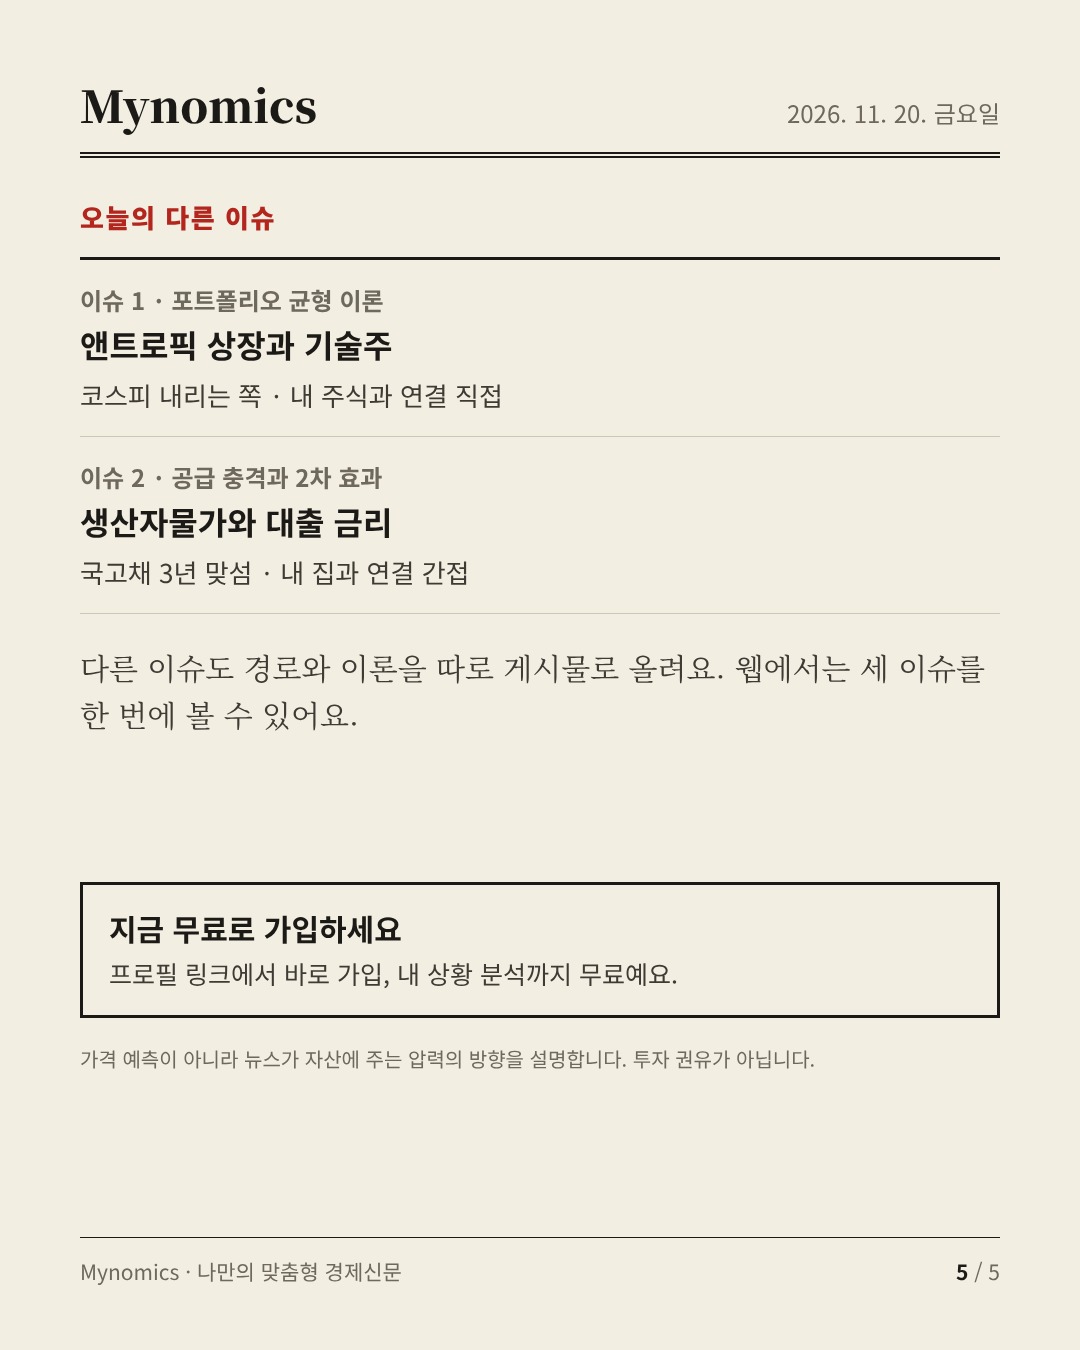 Mynomics
2026. 11. 20. 금요일
오늘의 다른 이슈
이슈 1 · 포트폴리오 균형 이론
앤트로픽 상장과 기술주
코스피 내리는 쪽 · 내 주식과 연결 직접
이슈 2 · 공급 충격과 2차 효과
생산자물가와 대출 금리
국고채 3년 맞섬 · 내 집과 연결 간접
다른 이슈도 경로와 이론을 따로 게시물로 올려요. 웹에서는 세 이슈를
한 번에 볼 수 있어요.
지금 무료로 가입하세요
프로필 링크에서 바로 가입, 내 상황 분석까지 무료예요.
가격 예측이 아니라 뉴스가 자산에 주는 압력의 방향을 설명합니다. 투자 권유가 아닙니다.
Mynomics · 나만의 맞춤형 경제신문
5 / 5